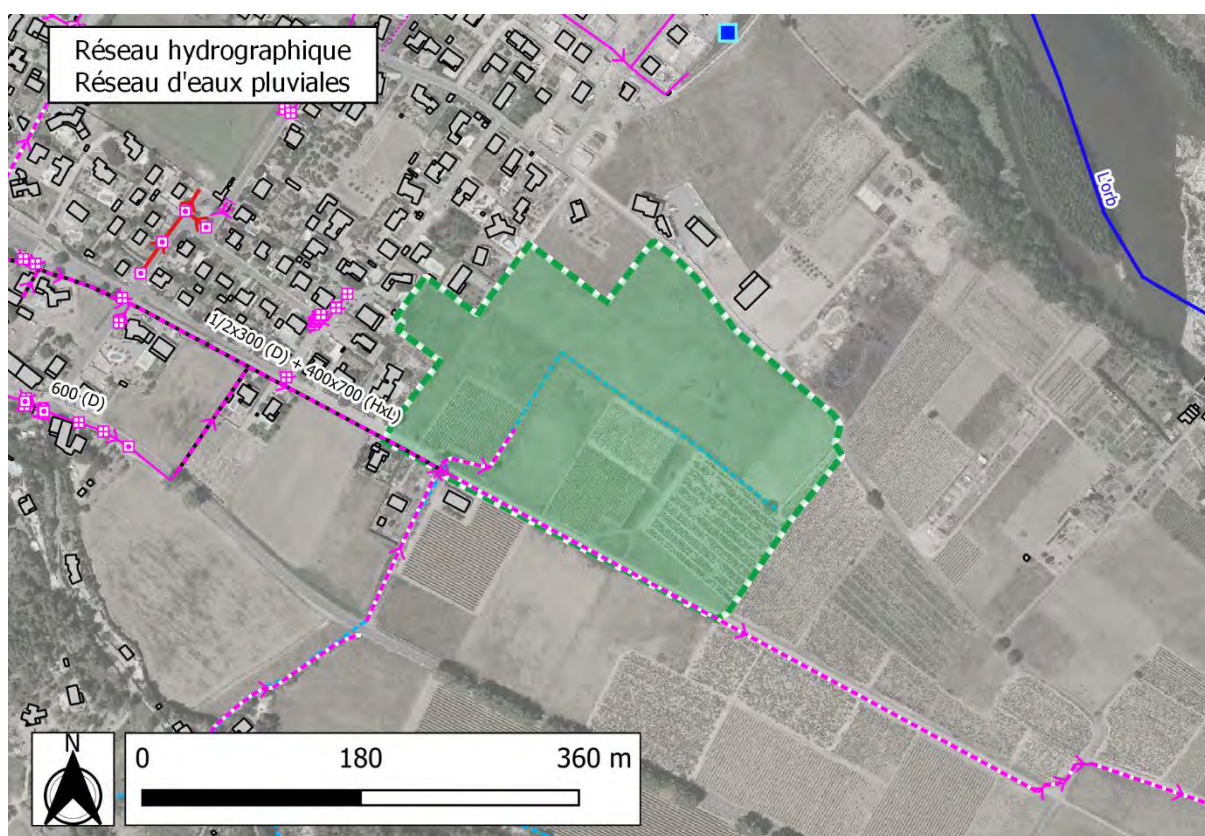 Réseau hydrographique
Réseau d'eaux pluviales
L'orb
1/2x300 (D) + 400x700 (HxL)
600 (D)
N
0 180 360 m